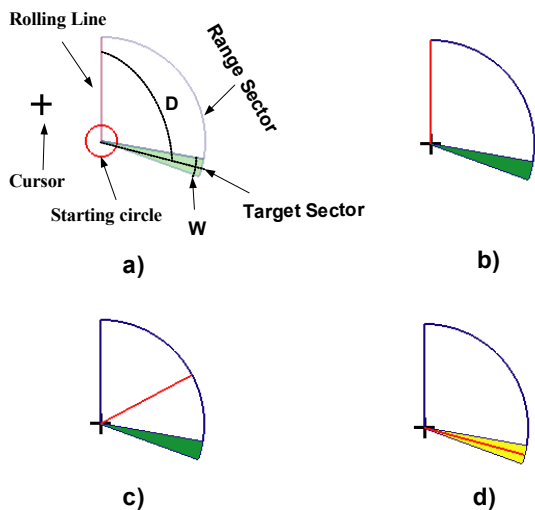 Rolling Line
D
Range Sector
Cursor
Starting circle
Target Sector
W
a)
b)
c)
d)